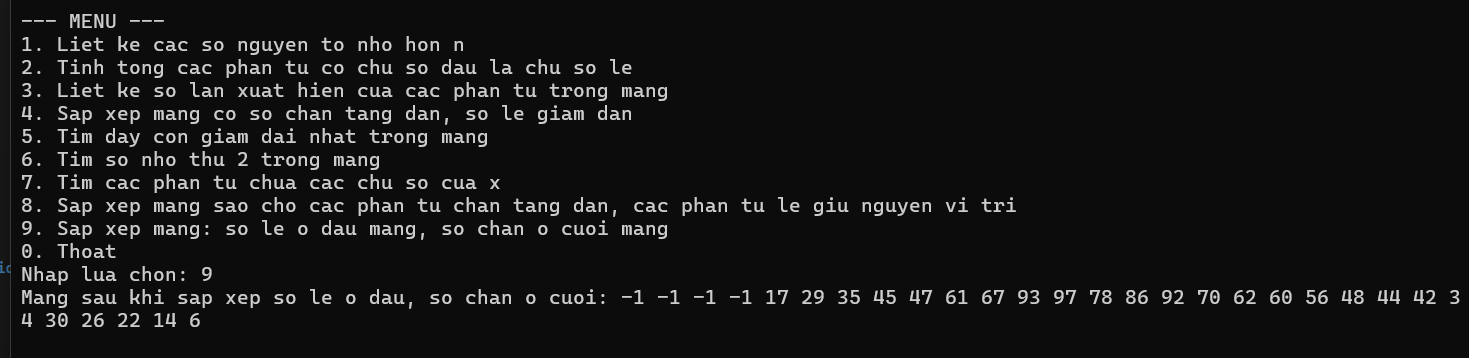 --- MENU ---
1. Liet ke cac so nguyen to nho hon n
2. Tinh tong cac phan tu co chu so dau la chu so le
3. Liet ke so lan xuat hien cua cac phan tu trong mang
4. Sap xep mang co so chan tang dan, so le giam dan
5. Tim day con giam dai nhat trong mang
6. Tim so nho thu 2 trong mang
7. Tim cac phan tu chua cac chu so cua x
8. Sap xep mang sao cho cac phan tu chan tang dan, cac phan tu le giu nguyen vi tri
9. Sap xep mang: so le o dau mang, so chan o cuoi mang
0. Thoat
Nhap lua chon: 9
Mang sau khi sap xep so le o dau, so chan o cuoi: -1 -1 -1 -1 17 29 35 45 47 61 67 93 97 78 86 92 70 62 60 56 48 44 42 3
4 30 26 22 14 6